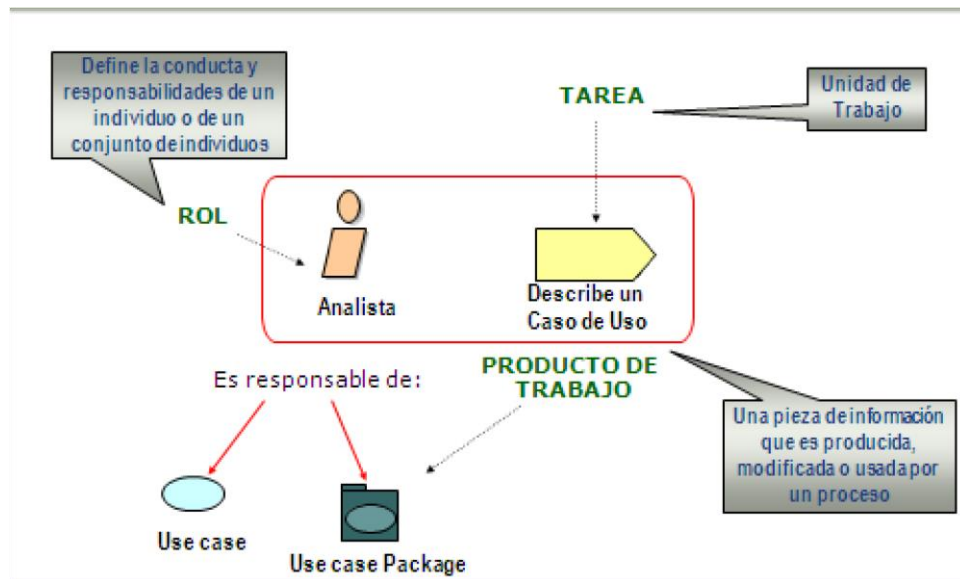 Define la conducta y
responsabilidades de un
individuo o de un
conjunto de individuos
TAREA
Unidad de
Trabajo
ROL
Analista
Describe un
Caso de Uso
Es responsable de:
PRODUCTO DE
TRABAJO
Una pieza de información
que es producida,
modificada o usada por
un proceso
Use case
Use case Package